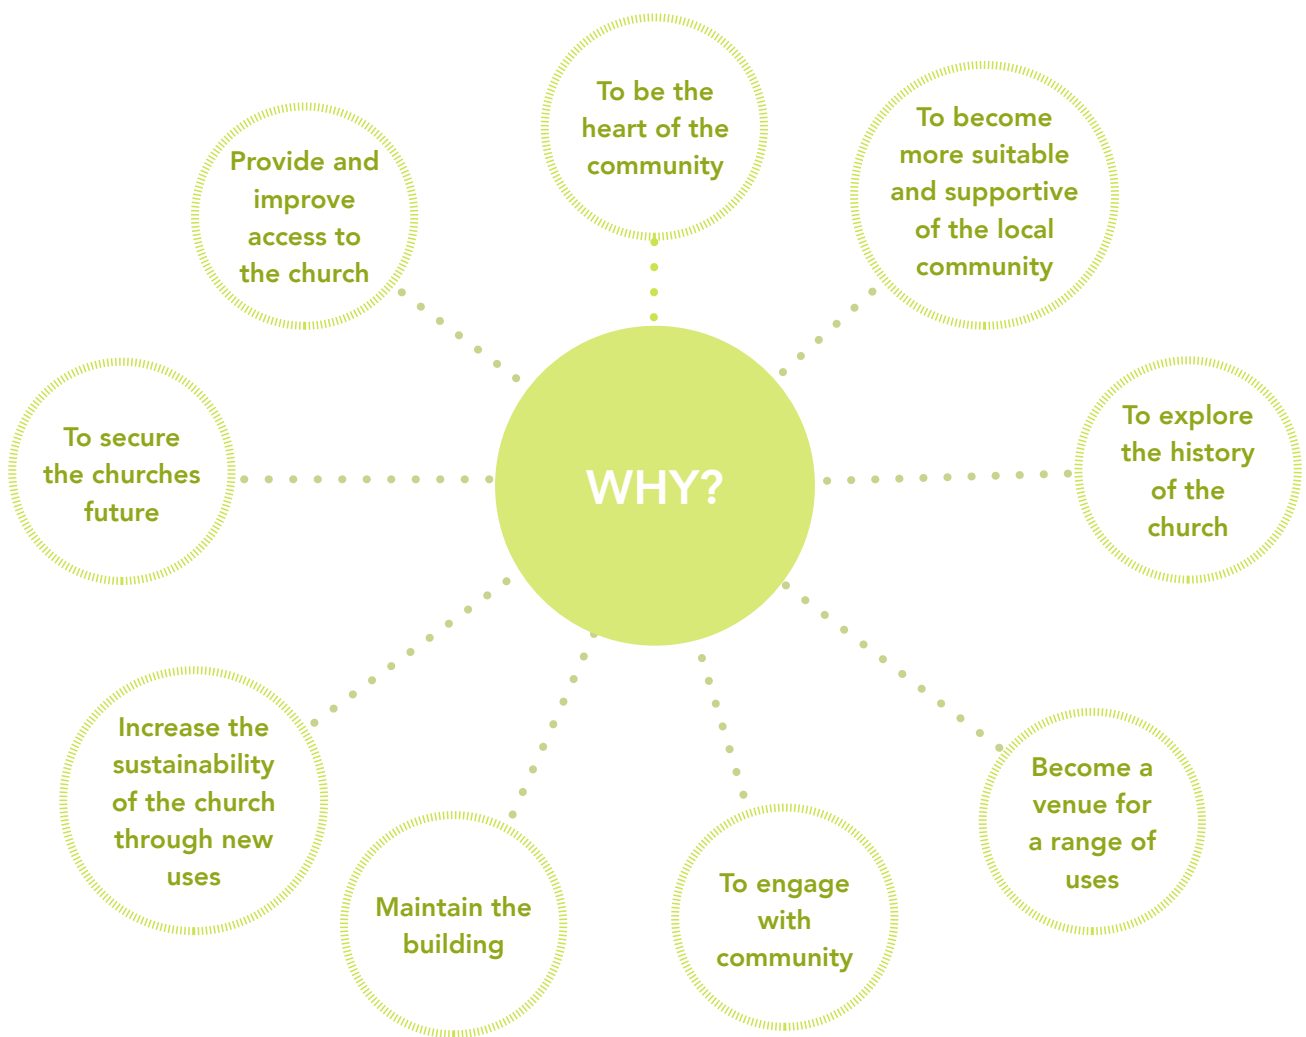 To be the
heart of the
community
To become
more suitable
and supportive
of the local
community
Provide and
improve
access to
the church
To explore
the history
of the
church
To secure
the churches
future
WHY?
Increase the
sustainability
of the church
through new
uses
Become a
venue for
a range of
uses
Maintain the
building
To engage
with
community